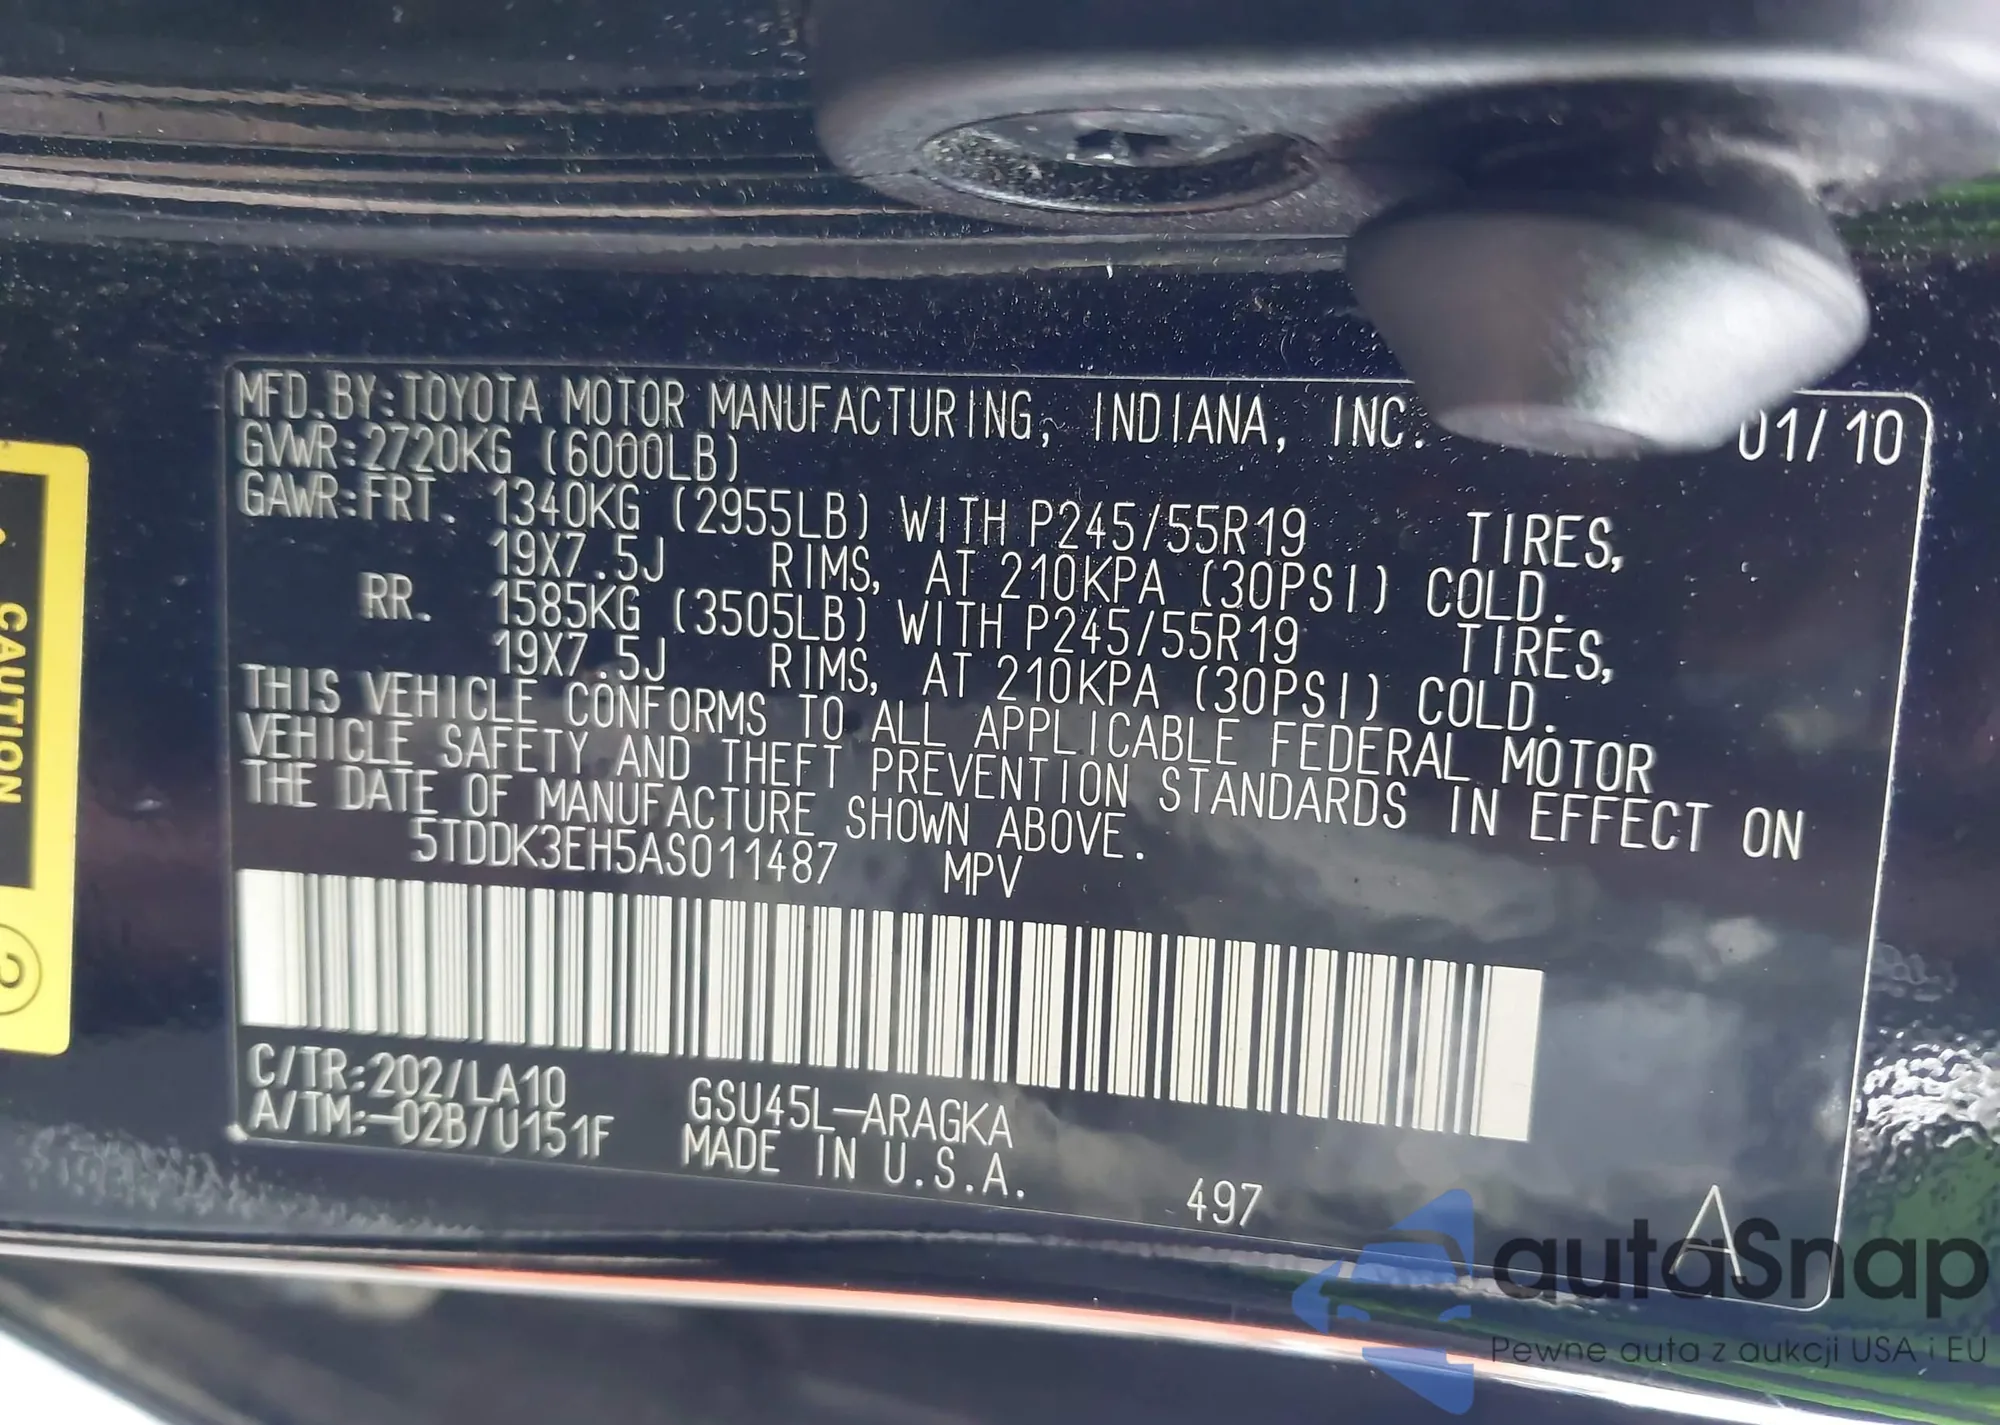 MFD.BY:TOYOTA MOTOR MANUFACTURING, INDIANA, INC. 01/10
GVWR:2720KG (6000LB)
GAWR:FRT. 1340KG (2955LB) WITH P245/55R19 TIRES,
19X7.5J RIMS, AT 210KPA (30PSI) COLD.
RR. 1585KG (3505LB) WITH P245/55R19 TIRES,
19X7.5J RIMS, AT 210KPA (30PSI) COLD.
THIS VEHICLE CONFORMS TO ALL APPLICABLE FEDERAL MOTOR
VEHICLE SAFETY AND THEFT PREVENTION STANDARDS IN EFFECT ON
THE DATE OF MANUFACTURE SHOWN ABOVE.
5TDDK3EH5AS011487 MPV
C/TR:202/LA10 GSU45L-ARAGKA
A/TM:-02B/U151F MADE IN U.S.A.
497 A
CAUTION
2
autaSnap
Pewne auta z aukcji USA i EU